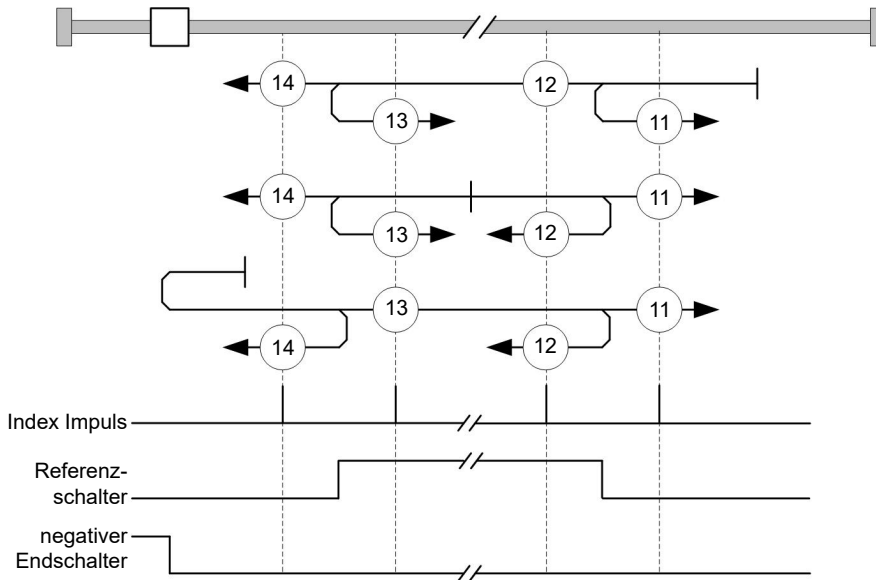 14
12
13
11
14
11
13
12
13
11
14
12
Index Impuls
Referenz-
schalter
negativer
Endschalter